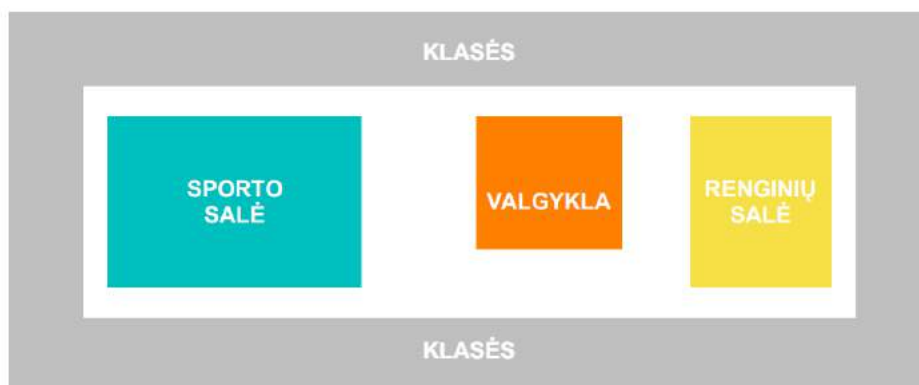 KLASĖS
SPORTO
SALĖ
VALGYKLA
RENGINIŲ
SALĖ
KLASĖS